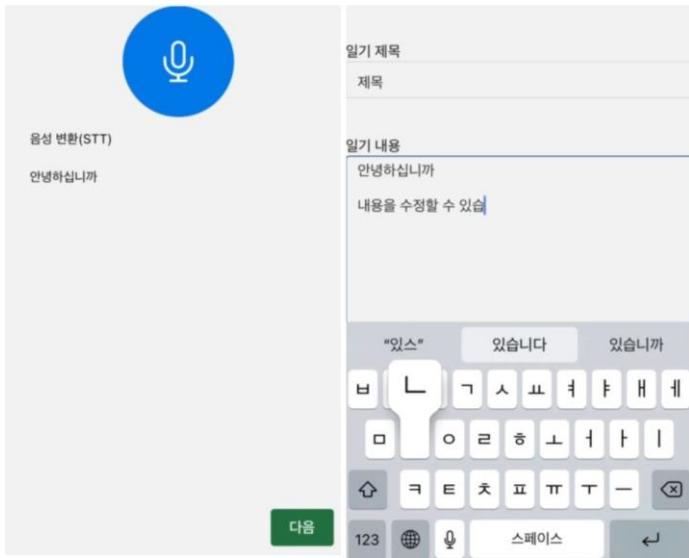 음성 변환(STT)
안녕하십니까
다음
일기 제목
제목
일기 내용
안녕하십니까
내용을 수정할 수 있습
“있스” 있습니다 있습니까
ㅂ ㄴ ㄱ ㅅ ㅛ ㅕ ㅑ ㅐ ㅔ
ㅁ ㅇ ㄹ ㅎ ㅗ ㅓ ㅏ ㅣ
ㅋ ㅌ ㅊ ㅍ ㅠ ㅜ ㅡ
123 스페이스